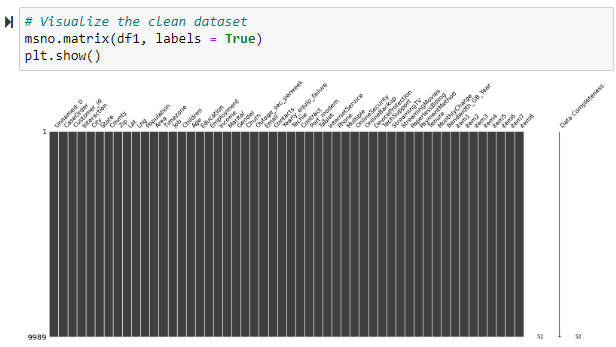 # Visualize the clean dataset
msno.matrix(df1, labels = True)
plt.show()
Unnamed: 0
CaseOrder
Customer_id
Interaction
City
State
County
Zip
Lat
Lng
Population
Area
Timezone
Job
Children
Age
Education
Employment
Income
Marital
Gender
Churn
Outage_sec_perweek
Email
Contacts
Yearly_equip_failure
Techie
Contract
Port_modem
Tablet
InternetService
Phone
Multiple
OnlineSecurity
OnlineBackup
DeviceProtection
TechSupport
StreamingTV
StreamingMovies
PaperlessBilling
PaymentMethod
Tenure
MonthlyCharge
Bandwidth_GB_Year
item1
item2
item3
item4
item5
item6
item7
item8
Data Completeness
1
9989
52
52